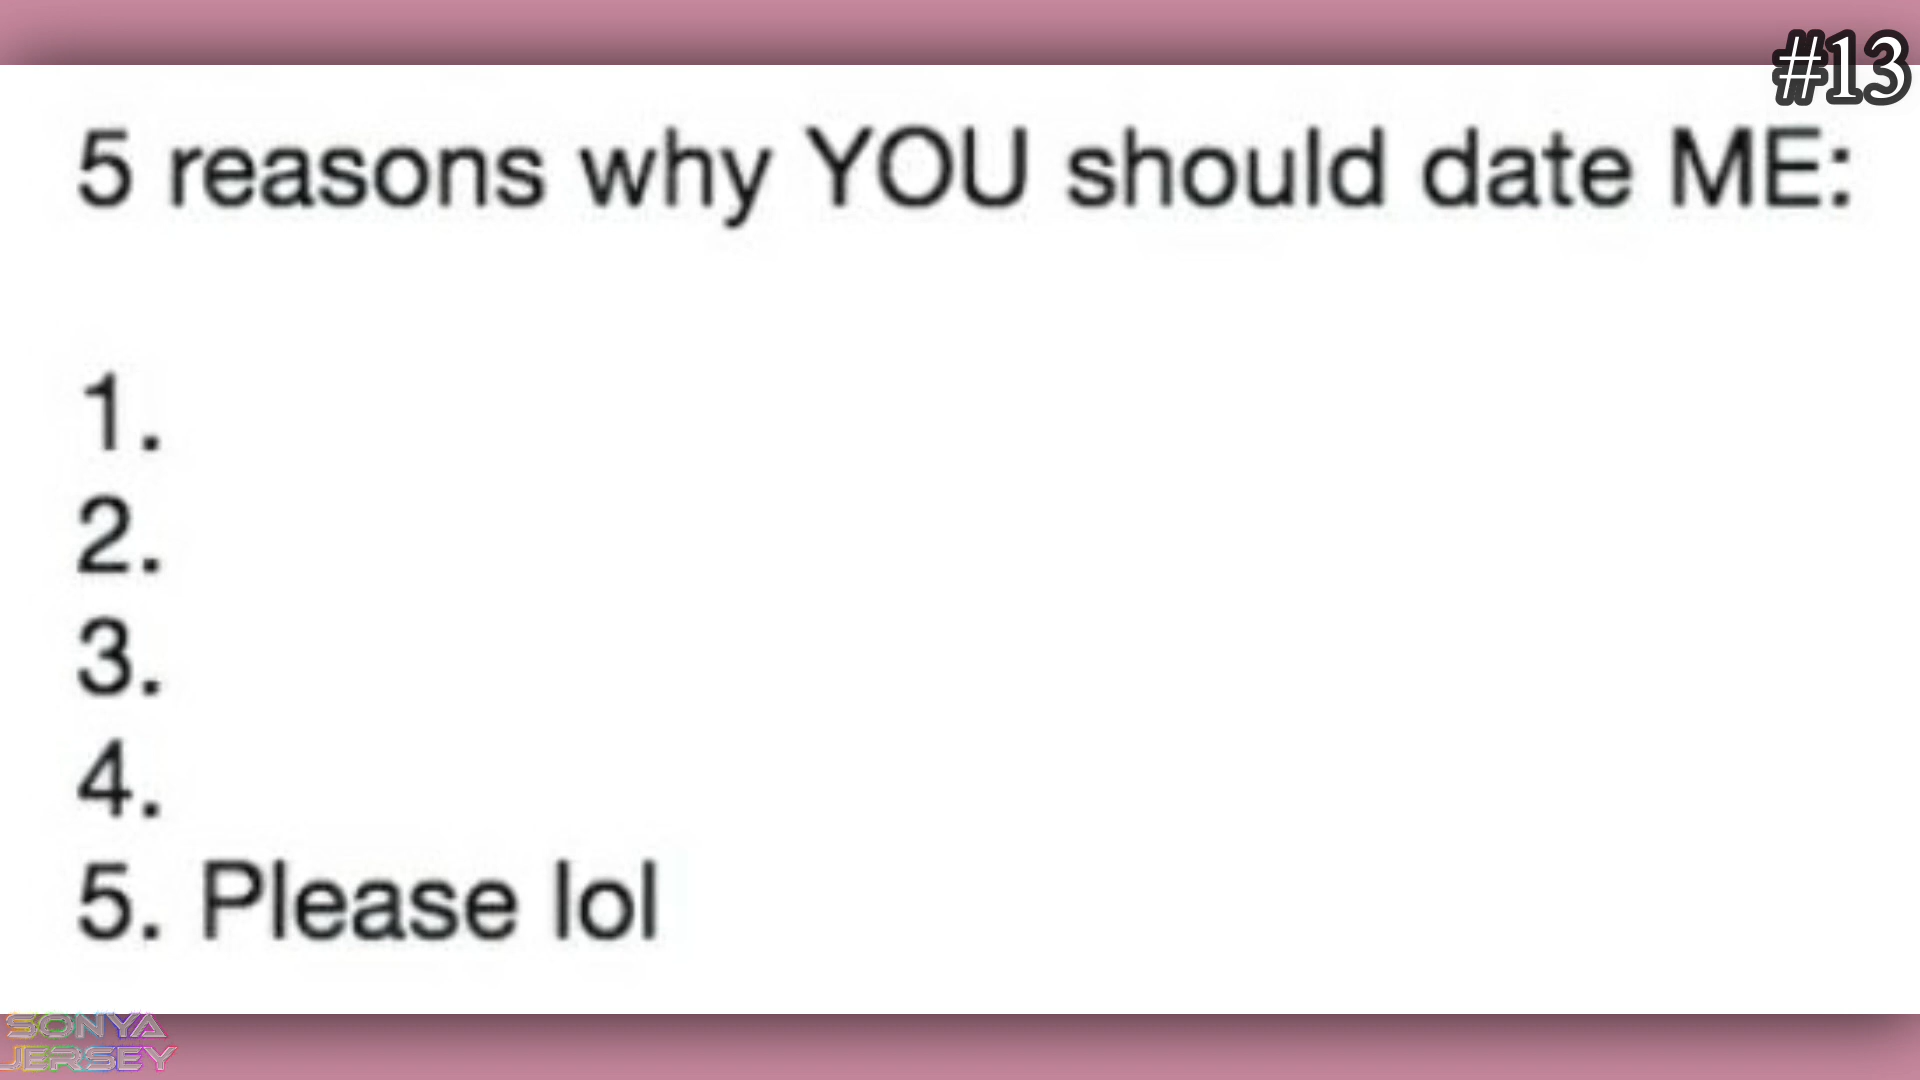 #13
5 reasons why YOU should date ME:
1.
2.
3.
4.
5. Please lol
SONYA
JERSEY